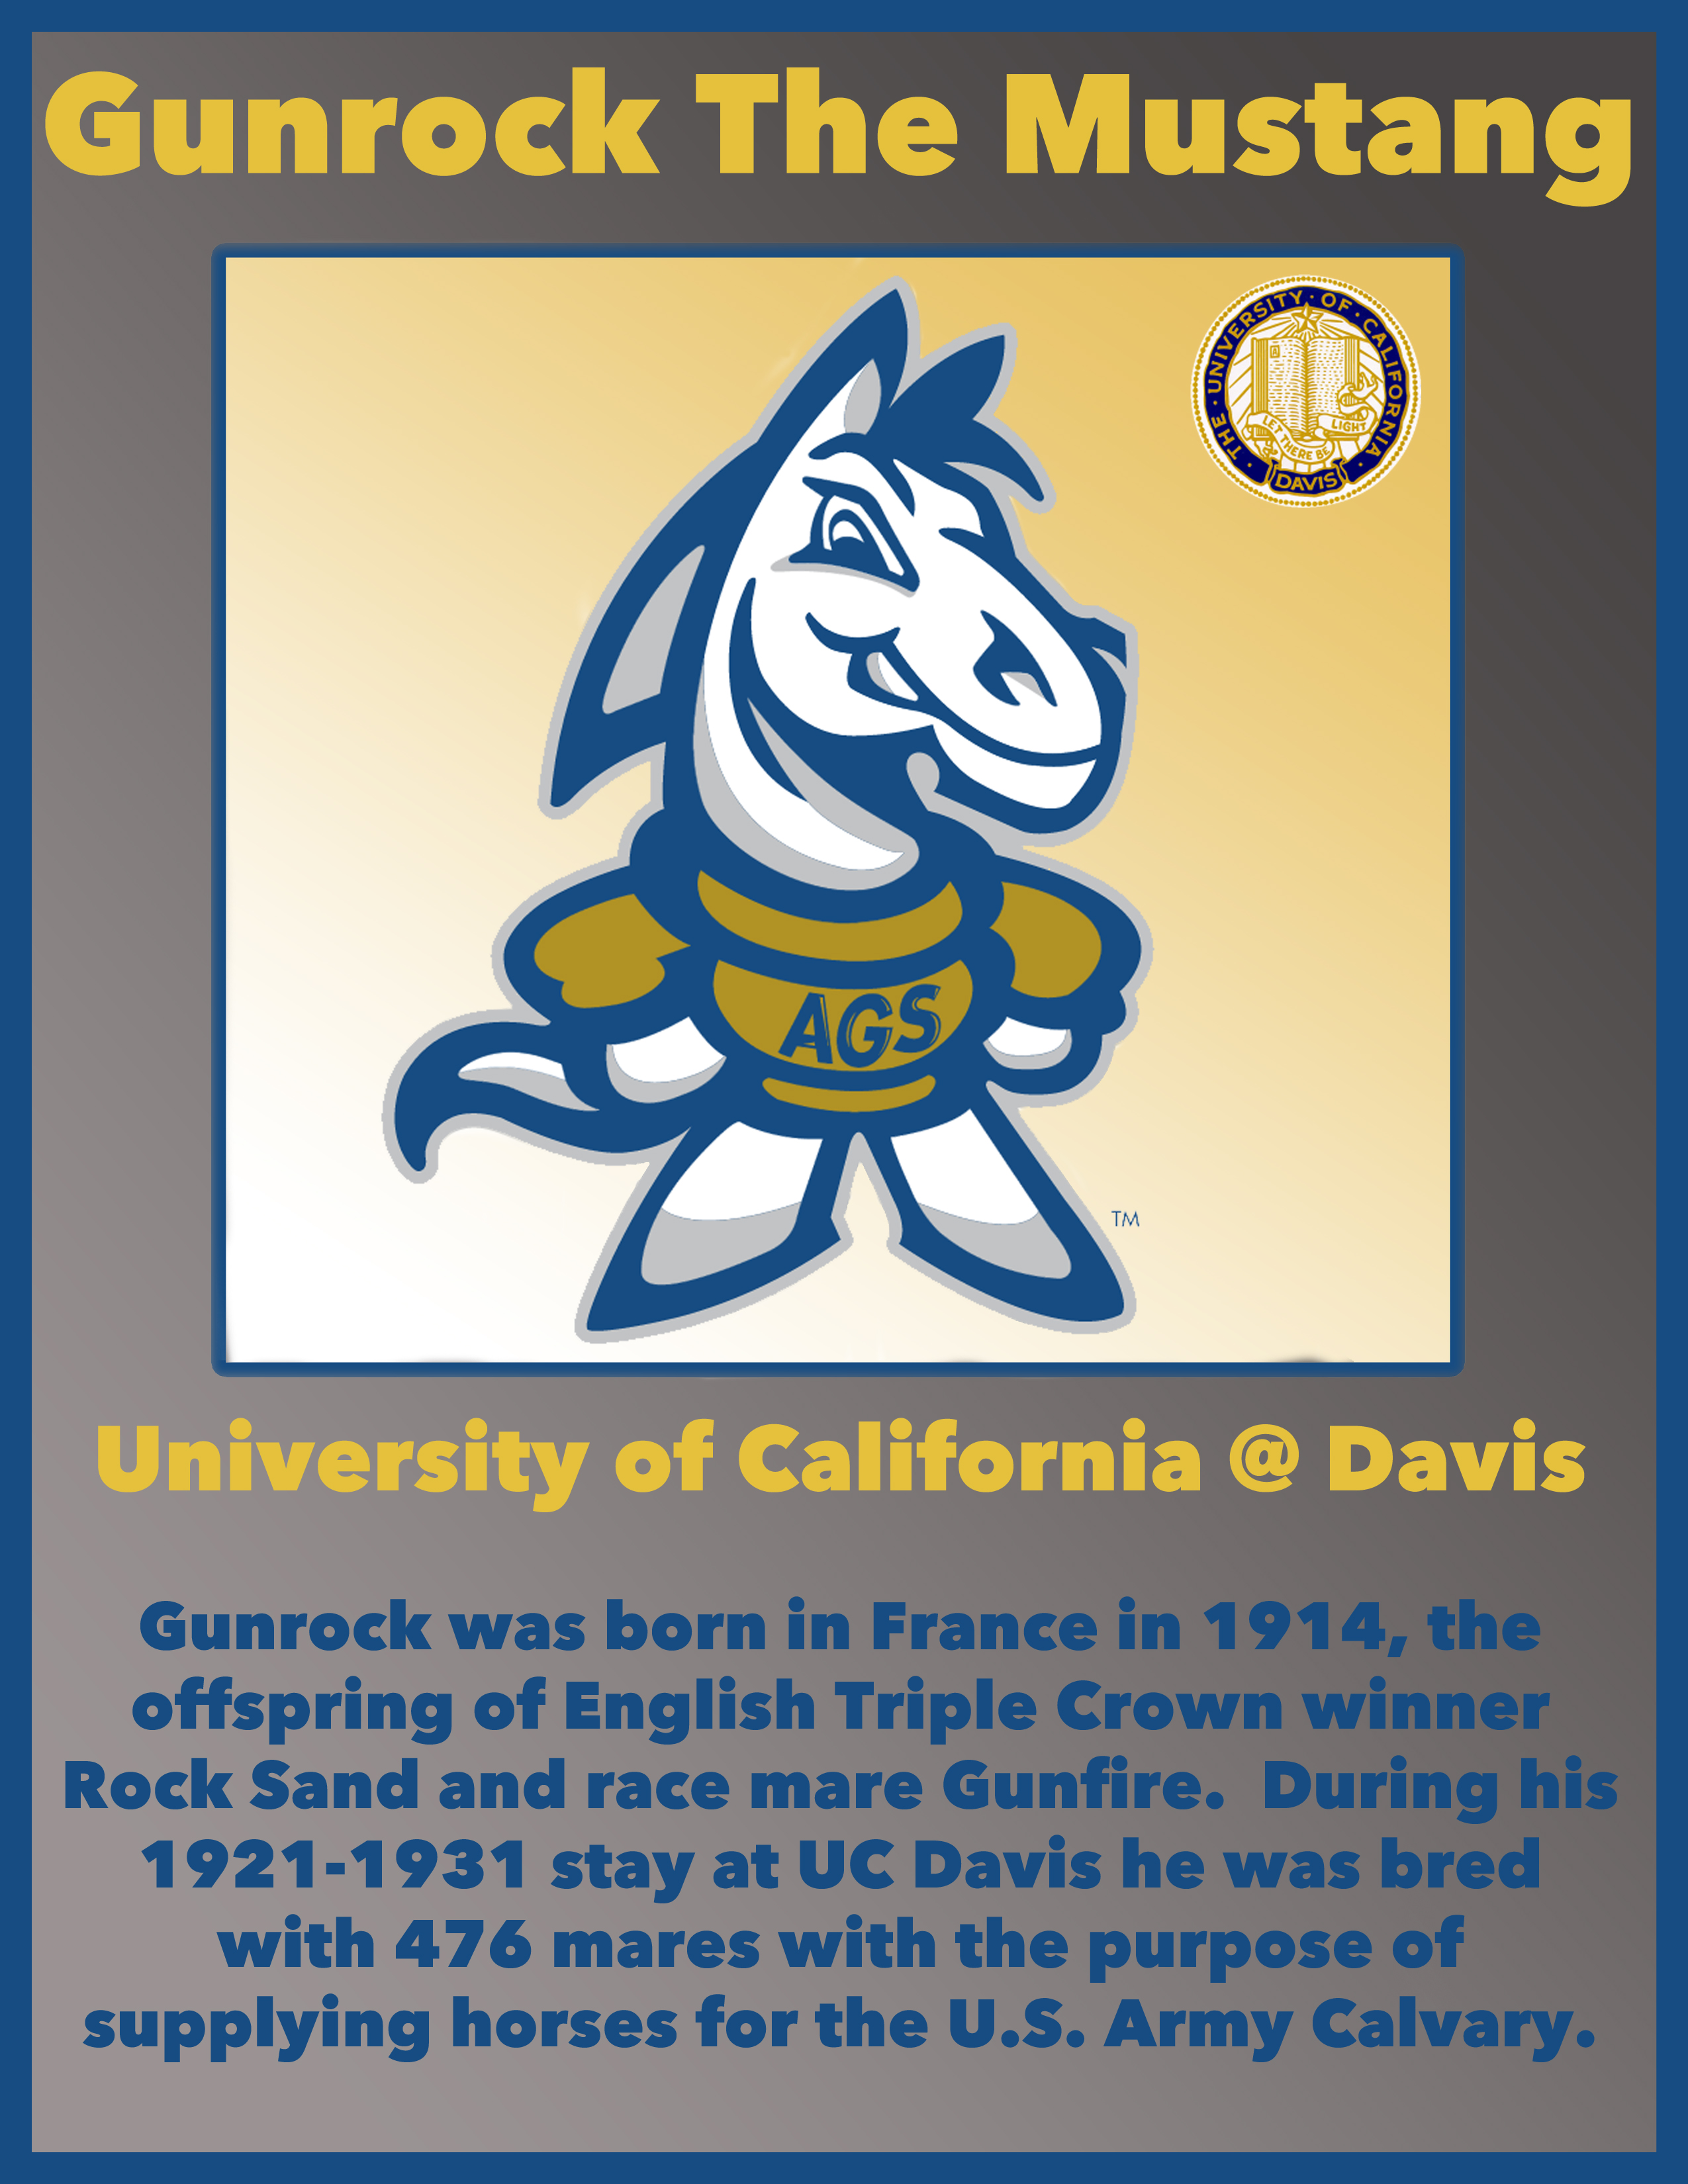 Gunrock The Mustang
THE · UNIVERSITY · OF · CALIFORNIA ·
LET THERE BE LIGHT
DAVIS
AGS
TM
University of California @ Davis
Gunrock was born in France in 1914, the
offspring of English Triple Crown winner
Rock Sand and race mare Gunfire.  During his
1921-1931 stay at UC Davis he was bred
with 476 mares with the purpose of
supplying horses for the U.S. Army Calvary.